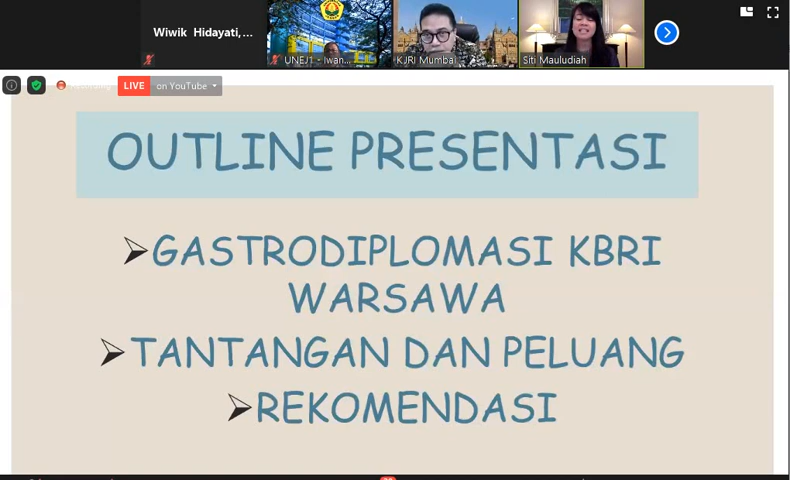 Wiwik Hidayati,...
UNEJ1 - Iwan...
KJRI Mumbai
Siti Mauludiah
Recording
LIVE on YouTube
OUTLINE PRESENTASI
➢GASTRODIPLOMASI KBRI
WARSAWA
➢TANTANGAN DAN PELUANG
➢REKOMENDASI